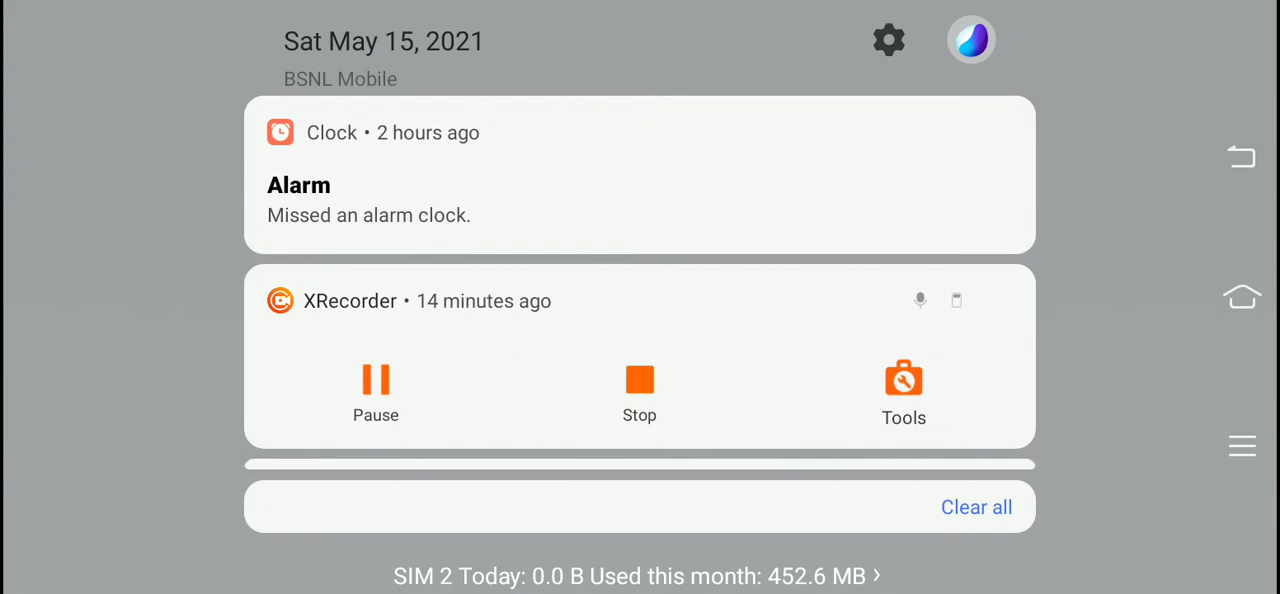 Sat May 15, 2021
BSNL Mobile
Clock • 2 hours ago
Alarm
Missed an alarm clock.
XRecorder • 14 minutes ago
Pause
Stop
Tools
Clear all
SIM 2 Today: 0.0 B Used this month: 452.6 MB ›